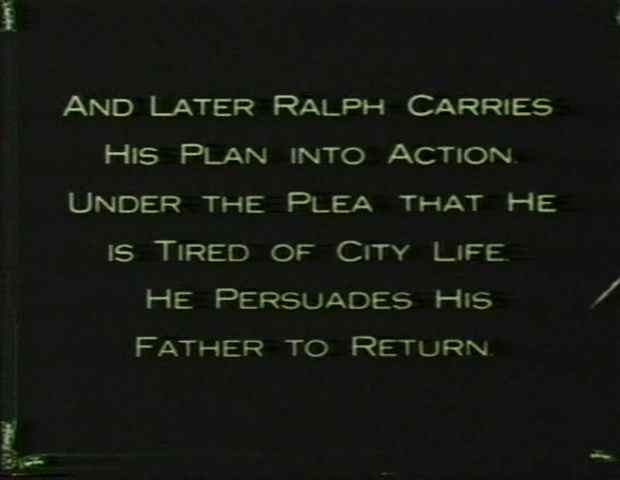 AND LATER RALPH CARRIES
HIS PLAN INTO ACTION.
UNDER THE PLEA THAT HE
IS TIRED OF CITY LIFE.
HE PERSUADES HIS
FATHER TO RETURN.